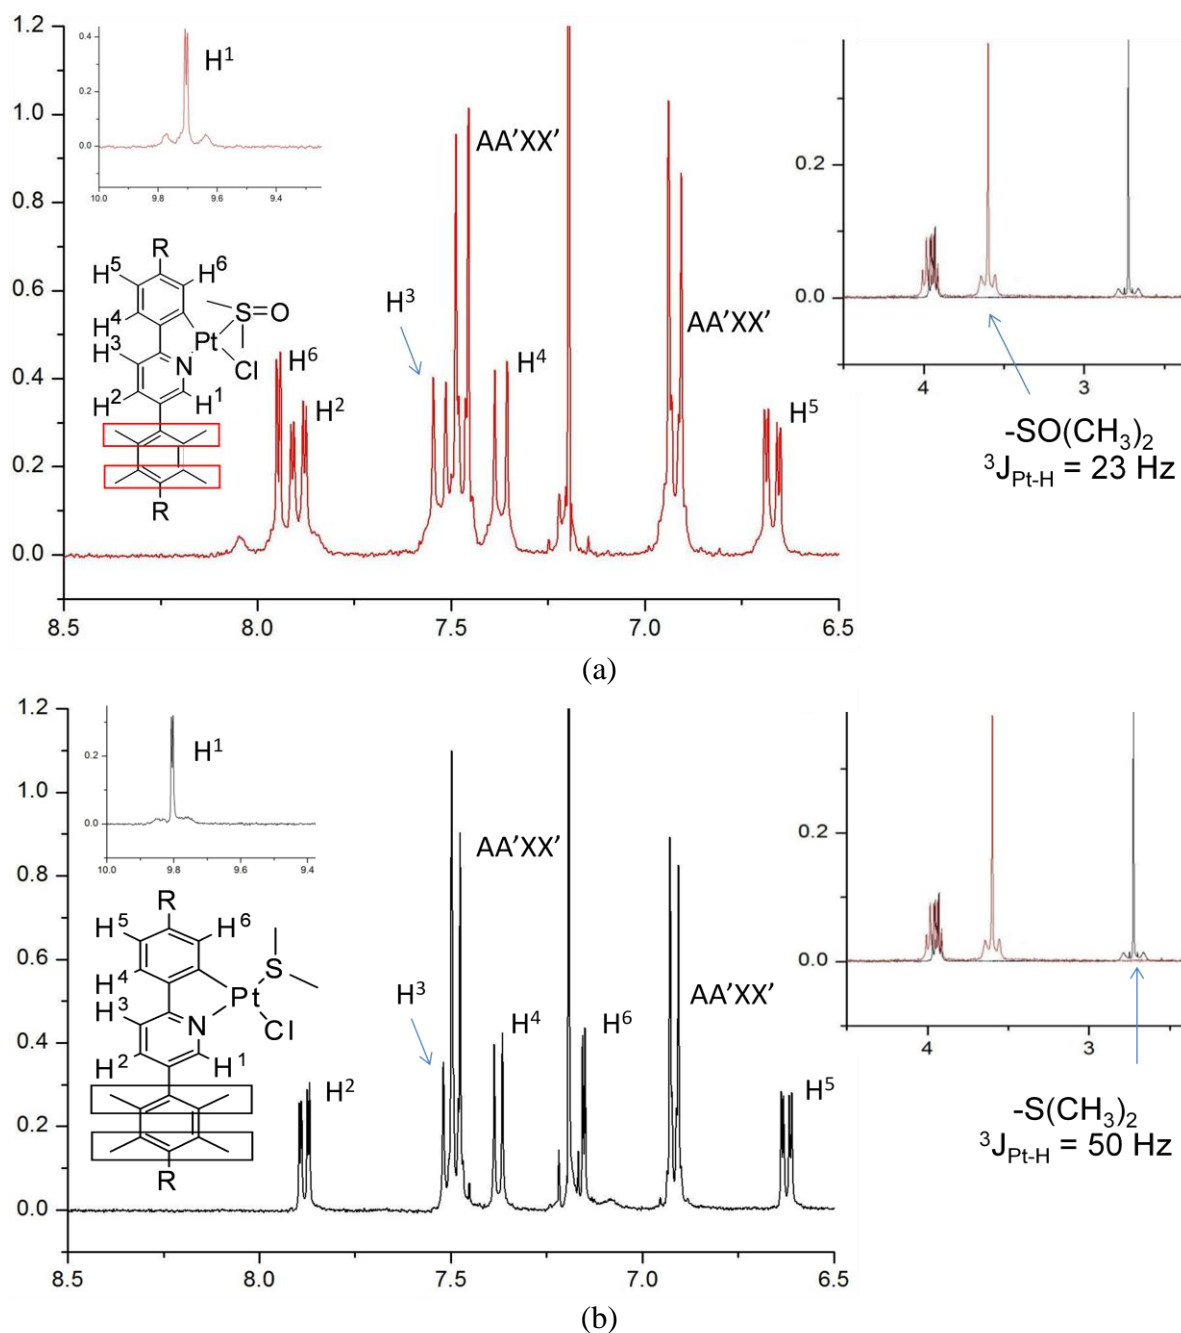 1.2
1.0
0.8
0.6
0.4
0.2
0.0
8.5 8.0 7.5 7.0 6.5
0.4
0.2
0.0
10.0 9.8 9.6 9.4
H1
AA'XX'
R
H5 H6
H4
S=O
H3 Pt
N Cl
H2 H1
R
H6
H2
H3
H4
AA'XX'
H5
0.2
0.0
4 3
-SO(CH3)2
3JPt-H = 23 Hz
(a)
1.2
1.0
0.8
0.6
0.4
0.2
0.0
8.5 8.0 7.5 7.0 6.5
0.2
0.0
10.0 9.8 9.6 9.4
H1
AA'XX'
R
H5 H6
H4 S
H3 Pt
N Cl
H2 H1
R
H2
H3
H4
H6
AA'XX'
H5
0.2
0.0
4 3
-S(CH3)2
3JPt-H = 50 Hz
(b)